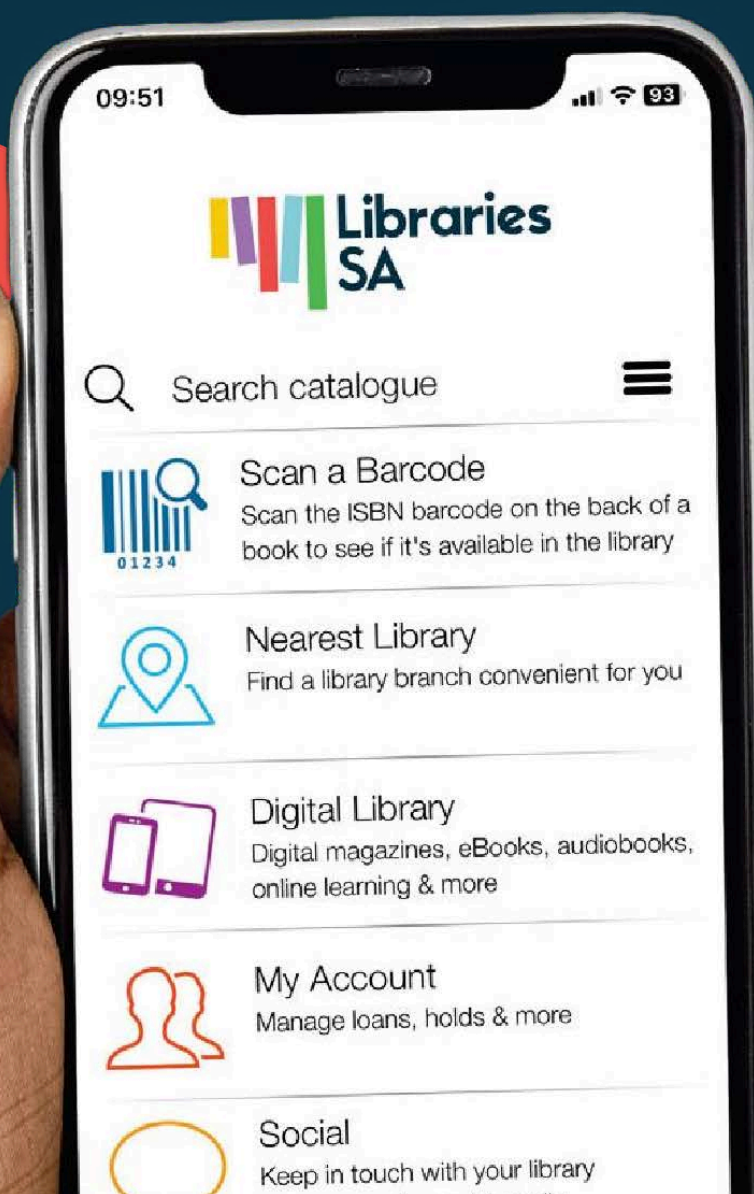 09:51
93
Libraries
SA
Search catalogue
Scan a Barcode
Scan the ISBN barcode on the back of a
book to see if it's available in the library
01234
Nearest Library
Find a library branch convenient for you
Digital Library
Digital magazines, eBooks, audiobooks,
online learning & more
My Account
Manage loans, holds & more
Social
Keep in touch with your library